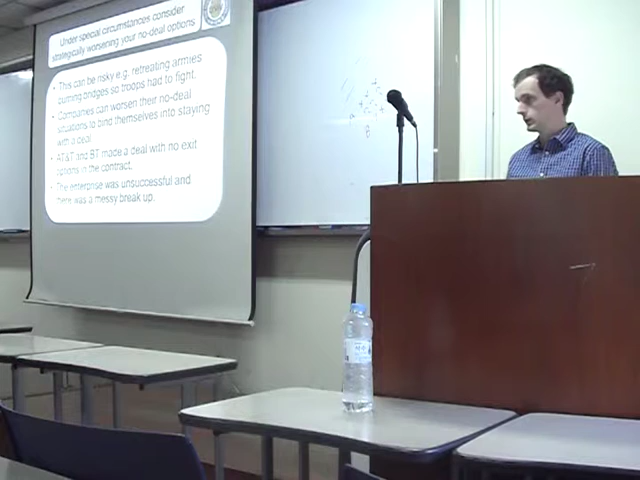 Under special circumstances consider
strategically worsening your no-deal options
• This can be risky e.g. retreating armies
burning bridges so troops had to fight.
• Companies can worsen their no-deal
situations to bind themselves into staying
with a deal.
• AT&T and BT made a deal with no exit
options in the contract.
• The enterprise was unsuccessful and
there was a messy break up.